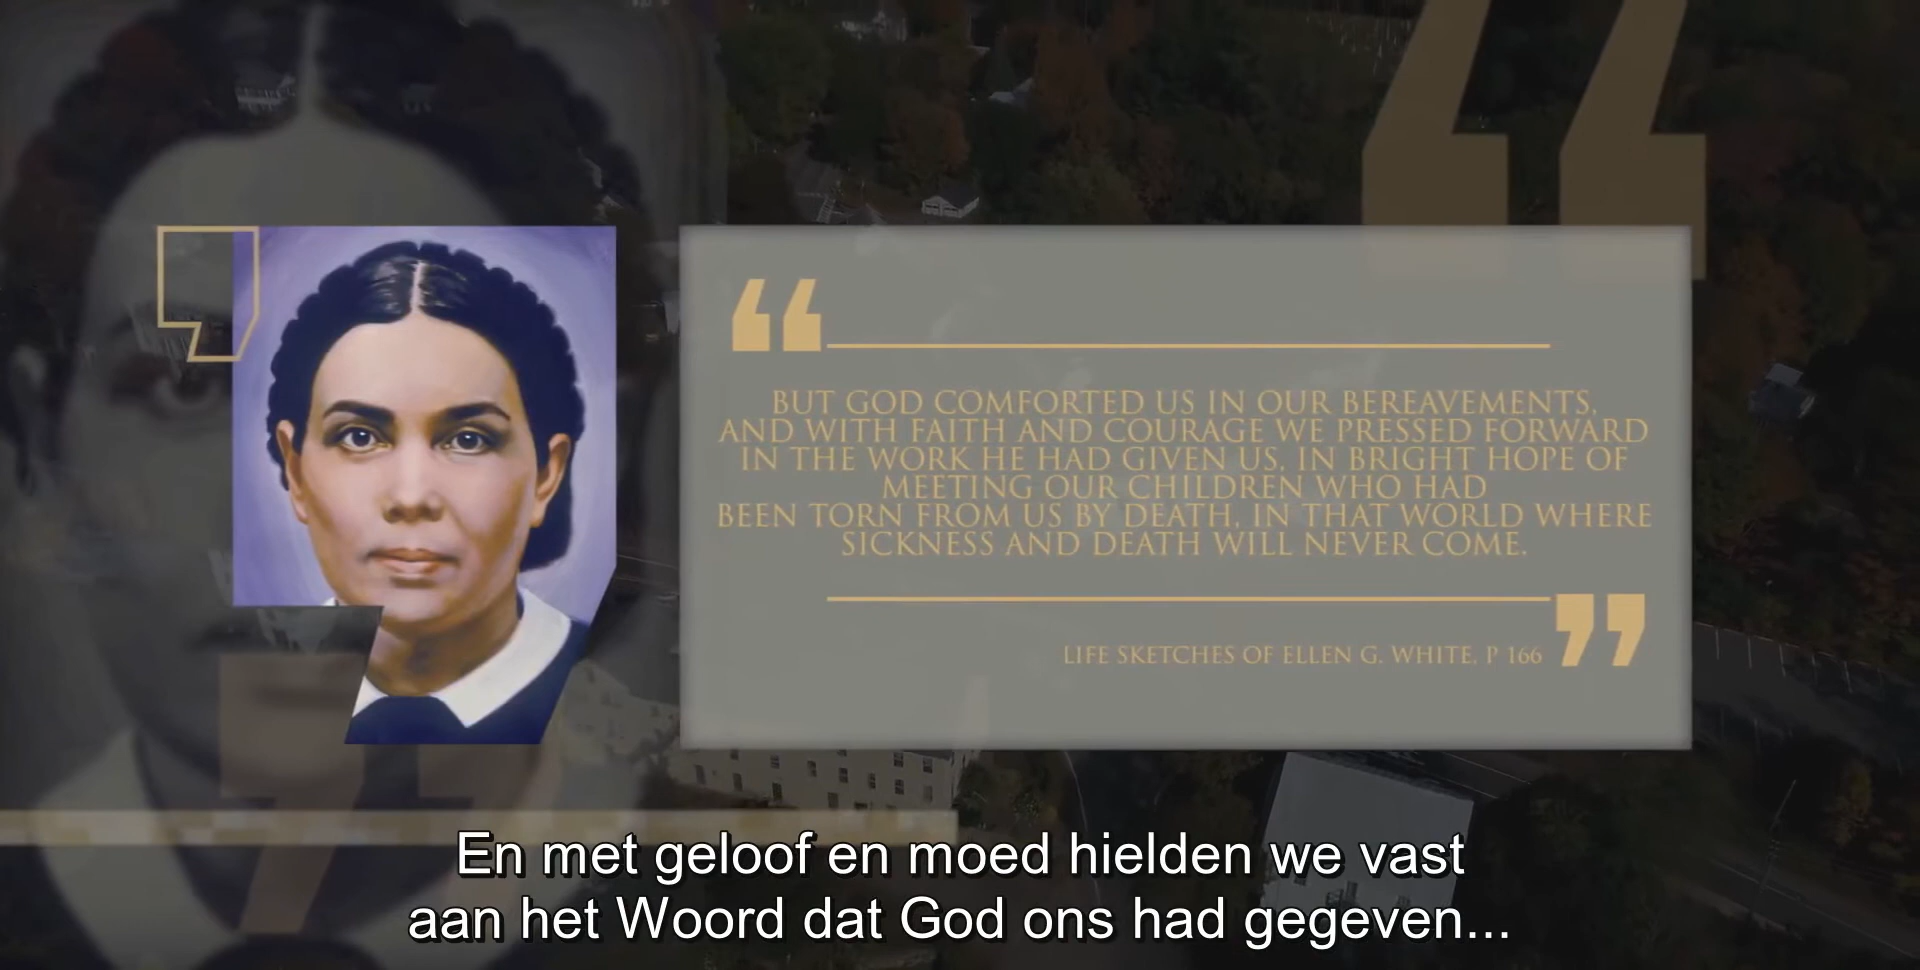 “
BUT GOD COMFORTED US IN OUR BEREAVEMENTS,
AND WITH FAITH AND COURAGE WE PRESSED FORWARD
IN THE WORK HE HAD GIVEN US, IN BRIGHT HOPE OF
MEETING OUR CHILDREN WHO HAD
BEEN TORN FROM US BY DEATH, IN THAT WORLD WHERE
SICKNESS AND DEATH WILL NEVER COME.
”
LIFE SKETCHES OF ELLEN G. WHITE, P 166
En met geloof en moed hielden we vast
aan het Woord dat God ons had gegeven...